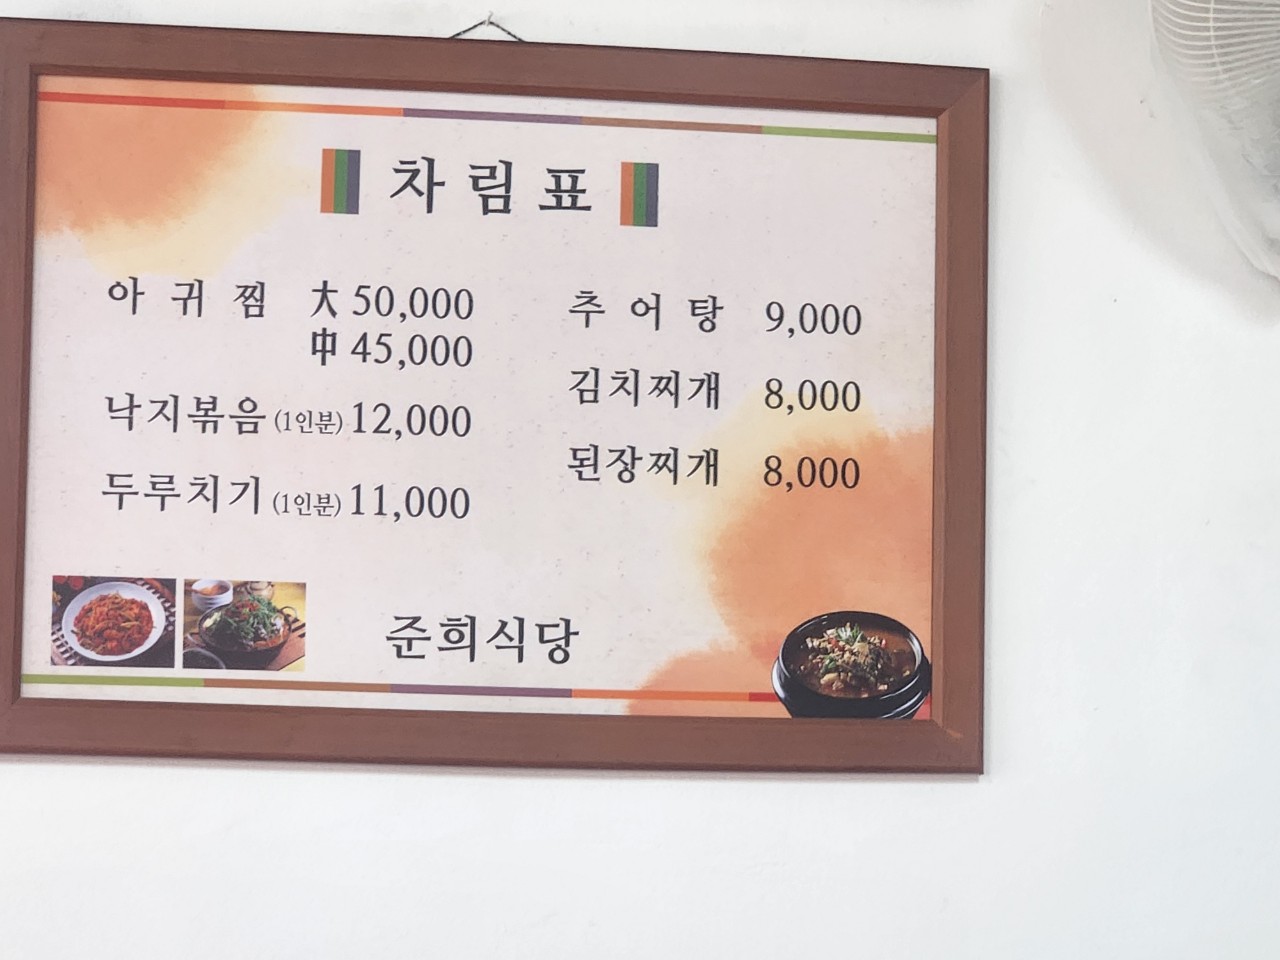 차림표
아귀찜 大 50,000
中 45,000
낙지볶음 (1인분) 12,000
두루치기 (1인분) 11,000
추어탕 9,000
김치찌개 8,000
된장찌개 8,000
준희식당